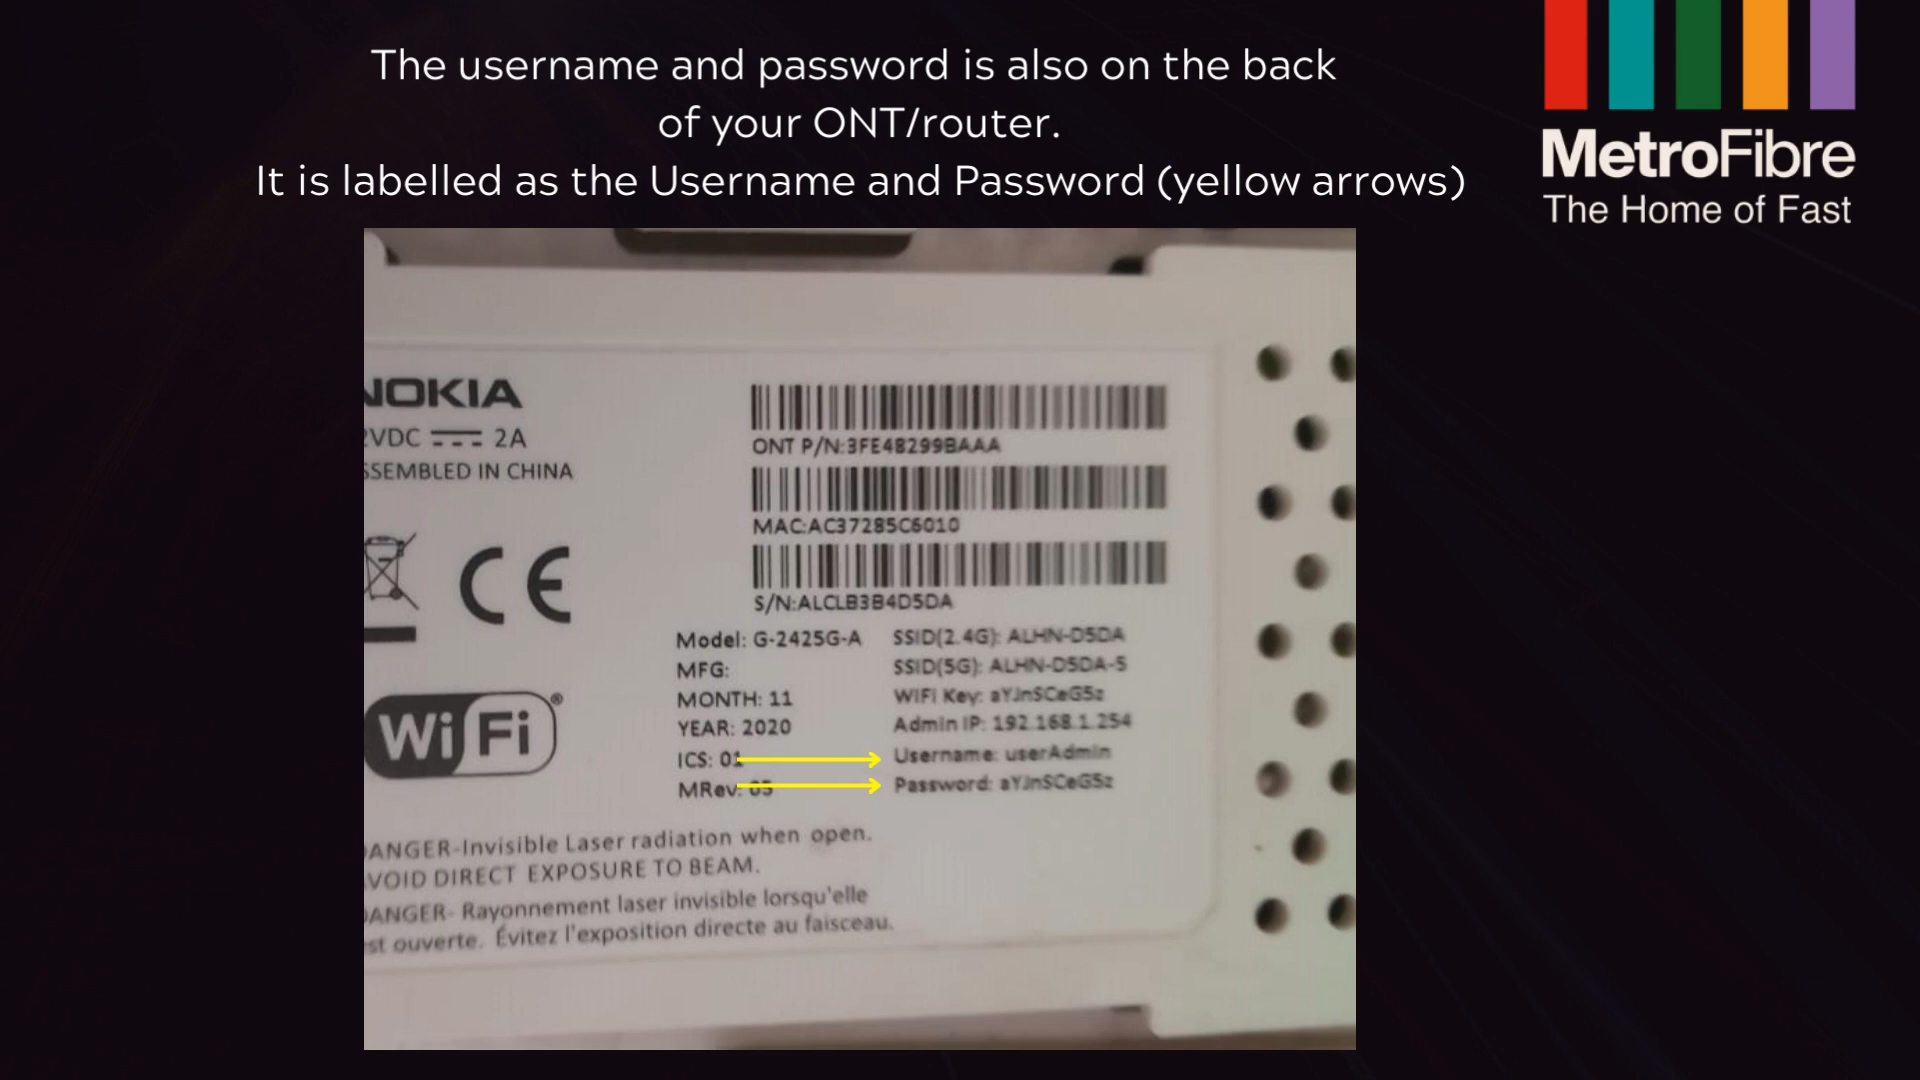 The username and password is also on the back
of your ONT/router.
It is labelled as the Username and Password (yellow arrows)
MetroFibre
The Home of Fast
NOKIA
2VDC 2A
SSEMBLED IN CHINA
ONT P/N:3FE48299BAAA
MAC:AC37285C6010
S/N:ALCLB3B4D5DA
CE
Model: G-2425G-A
MFG:
MONTH: 11
YEAR: 2020
ICS: 01
MRev: 05
SSID(2.4G): ALHN-D5DA
SSID(5G): ALHN-D5DA-5
WiFi Key: aYJnSCeG5z
Admin IP: 192.168.1.254
Username: userAdmin
Password: aYJnSCeG5z
WiFi®
ANGER-Invisible Laser radiation when open.
VOID DIRECT EXPOSURE TO BEAM.
ANGER- Rayonnement laser invisible lorsqu'elle
st ouverte. Évitez l'exposition directe au faisceau.